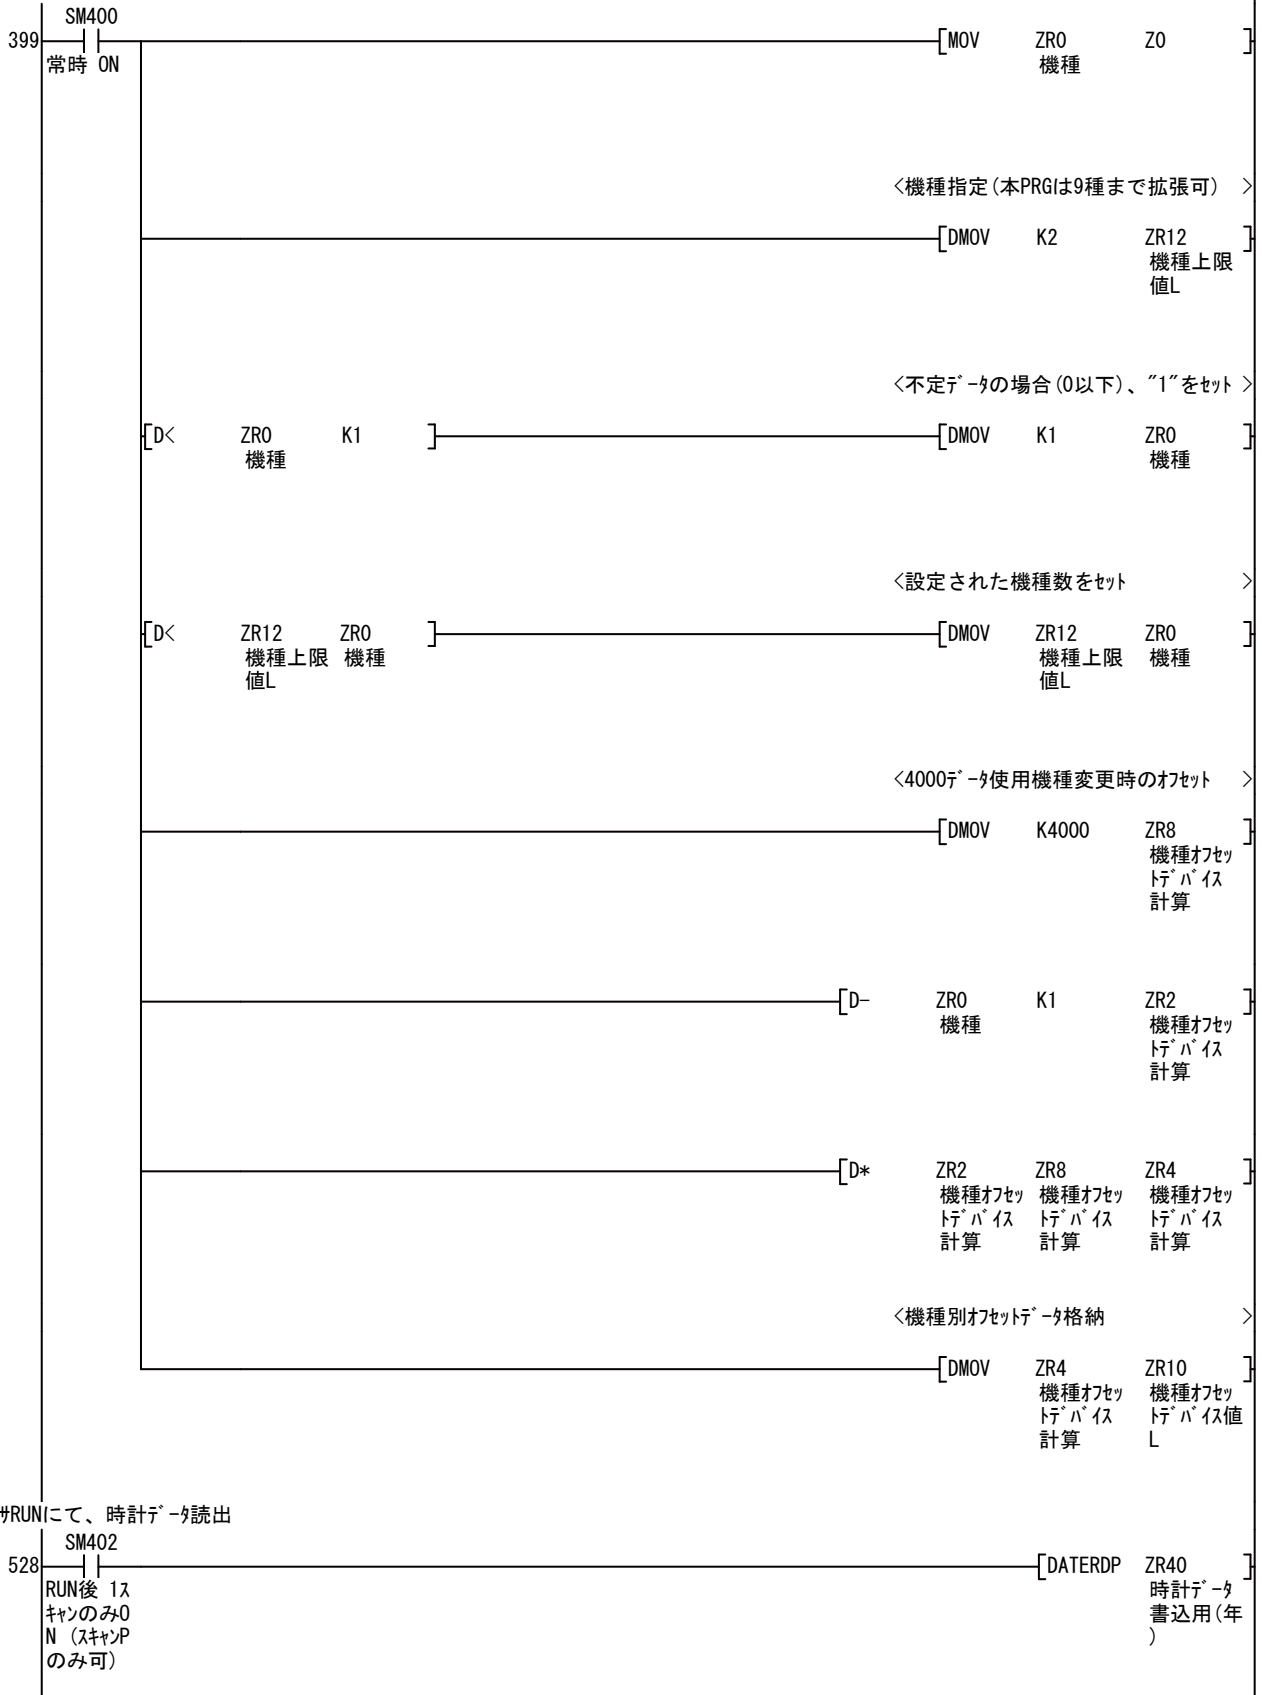 SM400
399 [MOV ZR0 Z0 ]
常時 ON 機種
<機種指定(本PRGは9種まで拡張可) >
[DMOV K2 ZR12 ]
機種上限
値L
<不定ﾃﾞｰﾀの場合(0以下)、"1"をｾｯﾄ >
[D< ZR0 K1 ] [DMOV K1 ZR0 ]
機種 機種
<設定された機種数をｾｯﾄ >
[D< ZR12 ZR0 ] [DMOV ZR12 ZR0 ]
機種上限 機種 機種上限 機種
値L 値L
<4000ﾃﾞｰﾀ使用機種変更時のｵﾌｾｯﾄ >
[DMOV K4000 ZR8 ]
機種ｵﾌｾｯ
ﾄﾃﾞﾊﾞｲｽ
計算
[D- ZR0 K1 ZR2 ]
機種 機種ｵﾌｾｯ
ﾄﾃﾞﾊﾞｲｽ
計算
[D* ZR2 ZR8 ZR4 ]
機種ｵﾌｾｯ 機種ｵﾌｾｯ 機種ｵﾌｾｯ
ﾄﾃﾞﾊﾞｲｽ ﾄﾃﾞﾊﾞｲｽ ﾄﾃﾞﾊﾞｲｽ
計算 計算 計算
<機種別ｵﾌｾｯﾄﾃﾞｰﾀ格納 >
[DMOV ZR4 ZR10 ]
機種ｵﾌｾｯ 機種ｵﾌｾｯ
ﾄﾃﾞﾊﾞｲｽ ﾄﾃﾞﾊﾞｲｽ値
計算 L
ｻRUNにて、時計ﾃﾞｰﾀ読出
SM402
528 [DATERDP ZR40 ]
RUN後 1ｽ 時計ﾃﾞｰﾀ
ｷｬﾝのみO 書込用(年
N (ｽｷｬﾝP )
のみ可)